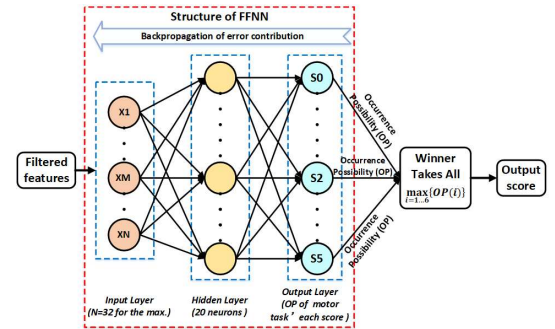 Structure of FFNN
Backpropagation of error contribution
Filtered
features
X1
XM
XN
S0
S2
S5
Occurrence
Possibility (OP)
Occurrence
Possibility (OP)
Occurrence
Possibility (OP)
Winner
Takes All
max{OP(i)}
i=1...6
Output
score
Input Layer
(N=32 for the max.)
Hidden Layer
(20 neurons )
Output Layer
(OP of motor
task’ each score )